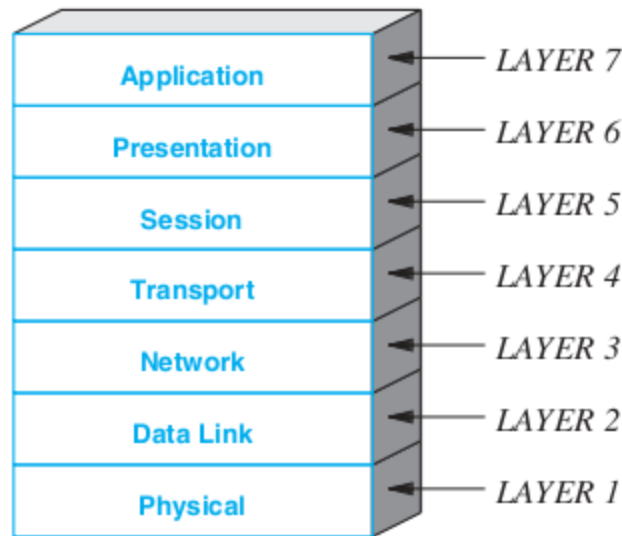 Application LAYER 7
Presentation LAYER 6
Session LAYER 5
Transport LAYER 4
Network LAYER 3
Data Link LAYER 2
Physical LAYER 1